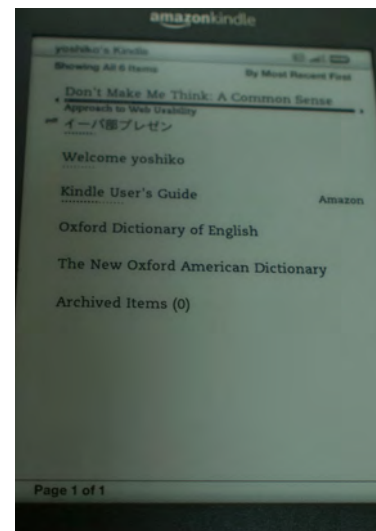 amazonkindle
yoshiko's Kindle
Showing All 6 Items
By Most Recent First
Don't Make Me Think: A Common Sense
Approach to Web Usability
イーパ部プレゼン
Welcome yoshiko
Kindle User's Guide
Amazon
Oxford Dictionary of English
The New Oxford American Dictionary
Archived Items (0)
Page 1 of 1